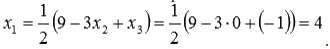 x₁ = 1/2 (9 − 3x₂ + x₃) = 1/2 (9 − 3·0 + (−1)) = 4 .